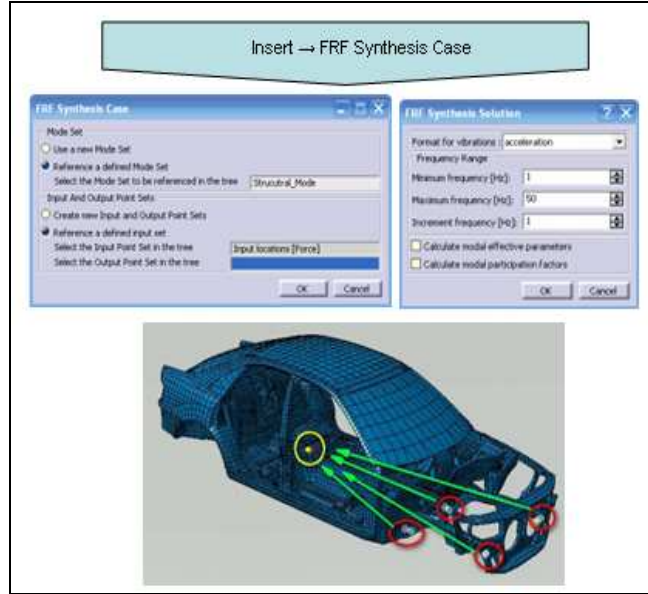 Insert → FRF Synthesis Case
FRF Synthesis Case
Mode Set
Use a new Mode Set
Reference a defined Mode Set
Select the Mode Set to be referenced in the tree Strucutral_Mode
Input And Output Point Sets
Create new Input and Output Point Sets
Reference a defined input set
Select the Input Point Set in the tree Input locations [Force]
Select the Output Point Set in the tree
OK Cancel
FRF Synthesis Solution
Format for vibrations : acceleration
Frequency Range
Minimum frequency [Hz]: 1
Maximum frequency [Hz]: 50
Increment frequency [Hz]: 1
Calculate modal effective parameters
Calculate modal participation factors
OK Cancel